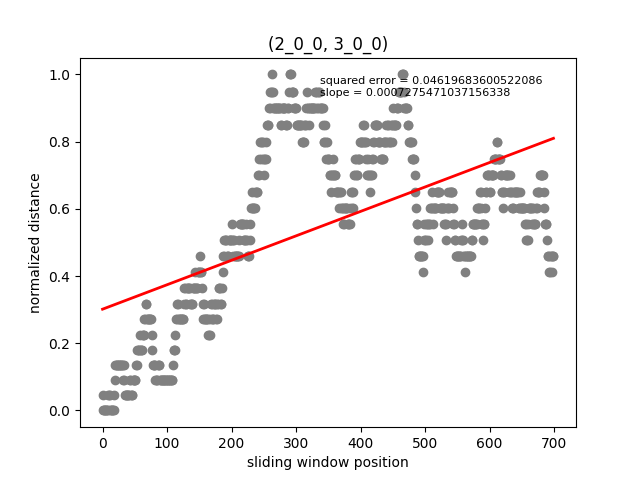 (2_0_0, 3_0_0)
squared error = 0.04619683600522086
slope = 0.0007275471037156338
1.0
0.8
0.6
0.4
0.2
0.0
normalized distance
0 100 200 300 400 500 600 700
sliding window position